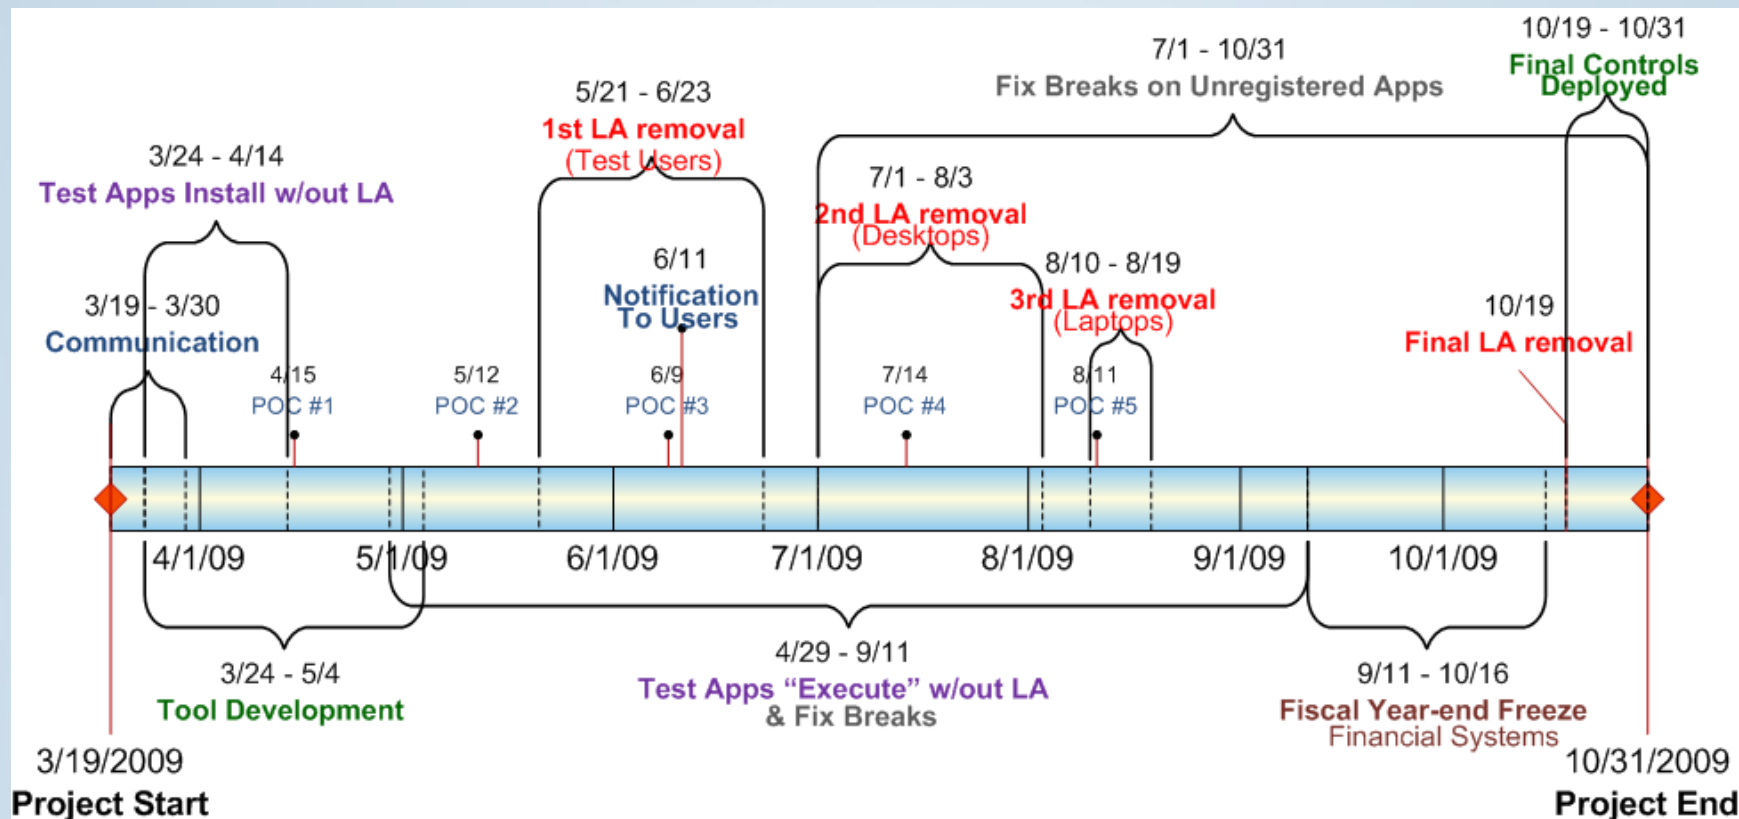 10/19 - 10/31
Final Controls
Deployed
7/1 - 10/31
Fix Breaks on Unregistered Apps
5/21 - 6/23
1st LA removal
(Test Users)
3/24 - 4/14
Test Apps Install w/out LA
7/1 - 8/3
2nd LA removal
(Desktops)
6/11
Notification
To Users
8/10 - 8/19
3rd LA removal
(Laptops)
3/19 - 3/30
Communication
10/19
Final LA removal
4/15
POC #1
5/12
POC #2
6/9
POC #3
7/14
POC #4
8/11
POC #5
4/1/09
5/1/09
6/1/09
7/1/09
8/1/09
9/1/09
10/1/09
3/24 - 5/4
Tool Development
4/29 - 9/11
Test Apps “Execute” w/out LA
& Fix Breaks
9/11 - 10/16
Fiscal Year-end Freeze
Financial Systems
3/19/2009
Project Start
10/31/2009
Project End